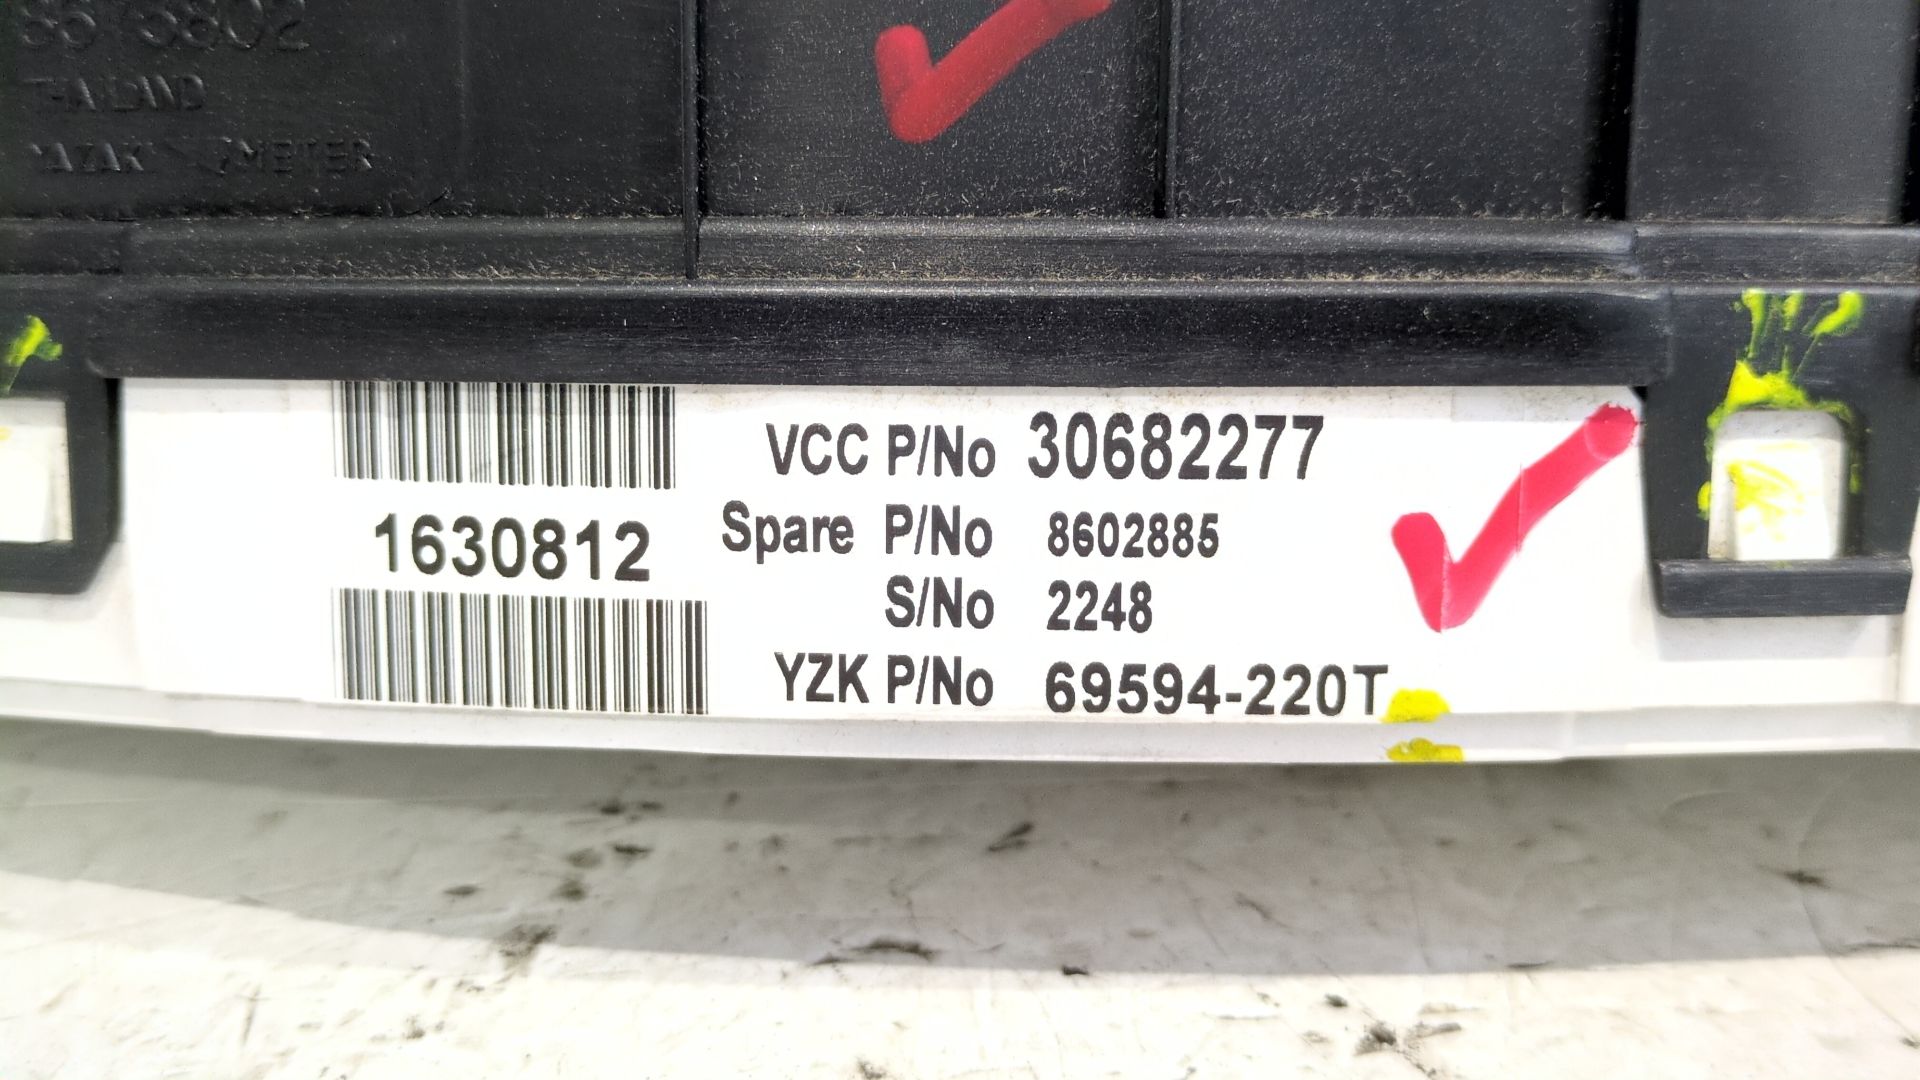 THAILAND
VCC P/No 30682277
1630812
Spare P/No 8602885
S/No 2248
YZK P/No 69594-220T